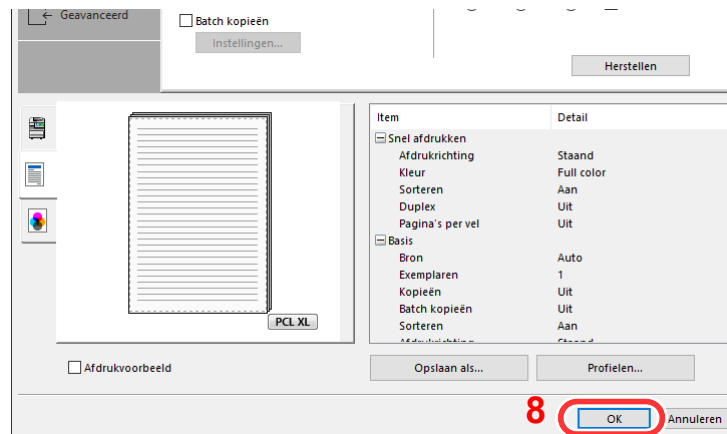 Geavanceerd
Batch kopieën
Instellingen...
Herstellen
Item Detail
Snel afdrukken
Afdrukrichting Staand
Kleur Full color
Sorteren Aan
Duplex Uit
Pagina's per vel Uit
Basis
Bron Auto
Exemplaren 1
Kopieën Uit
Batch kopieën Uit
Sorteren Aan
PCL XL
Afdrukvoorbeeld
Opslaan als...
Profielen...
8
OK
Annuleren